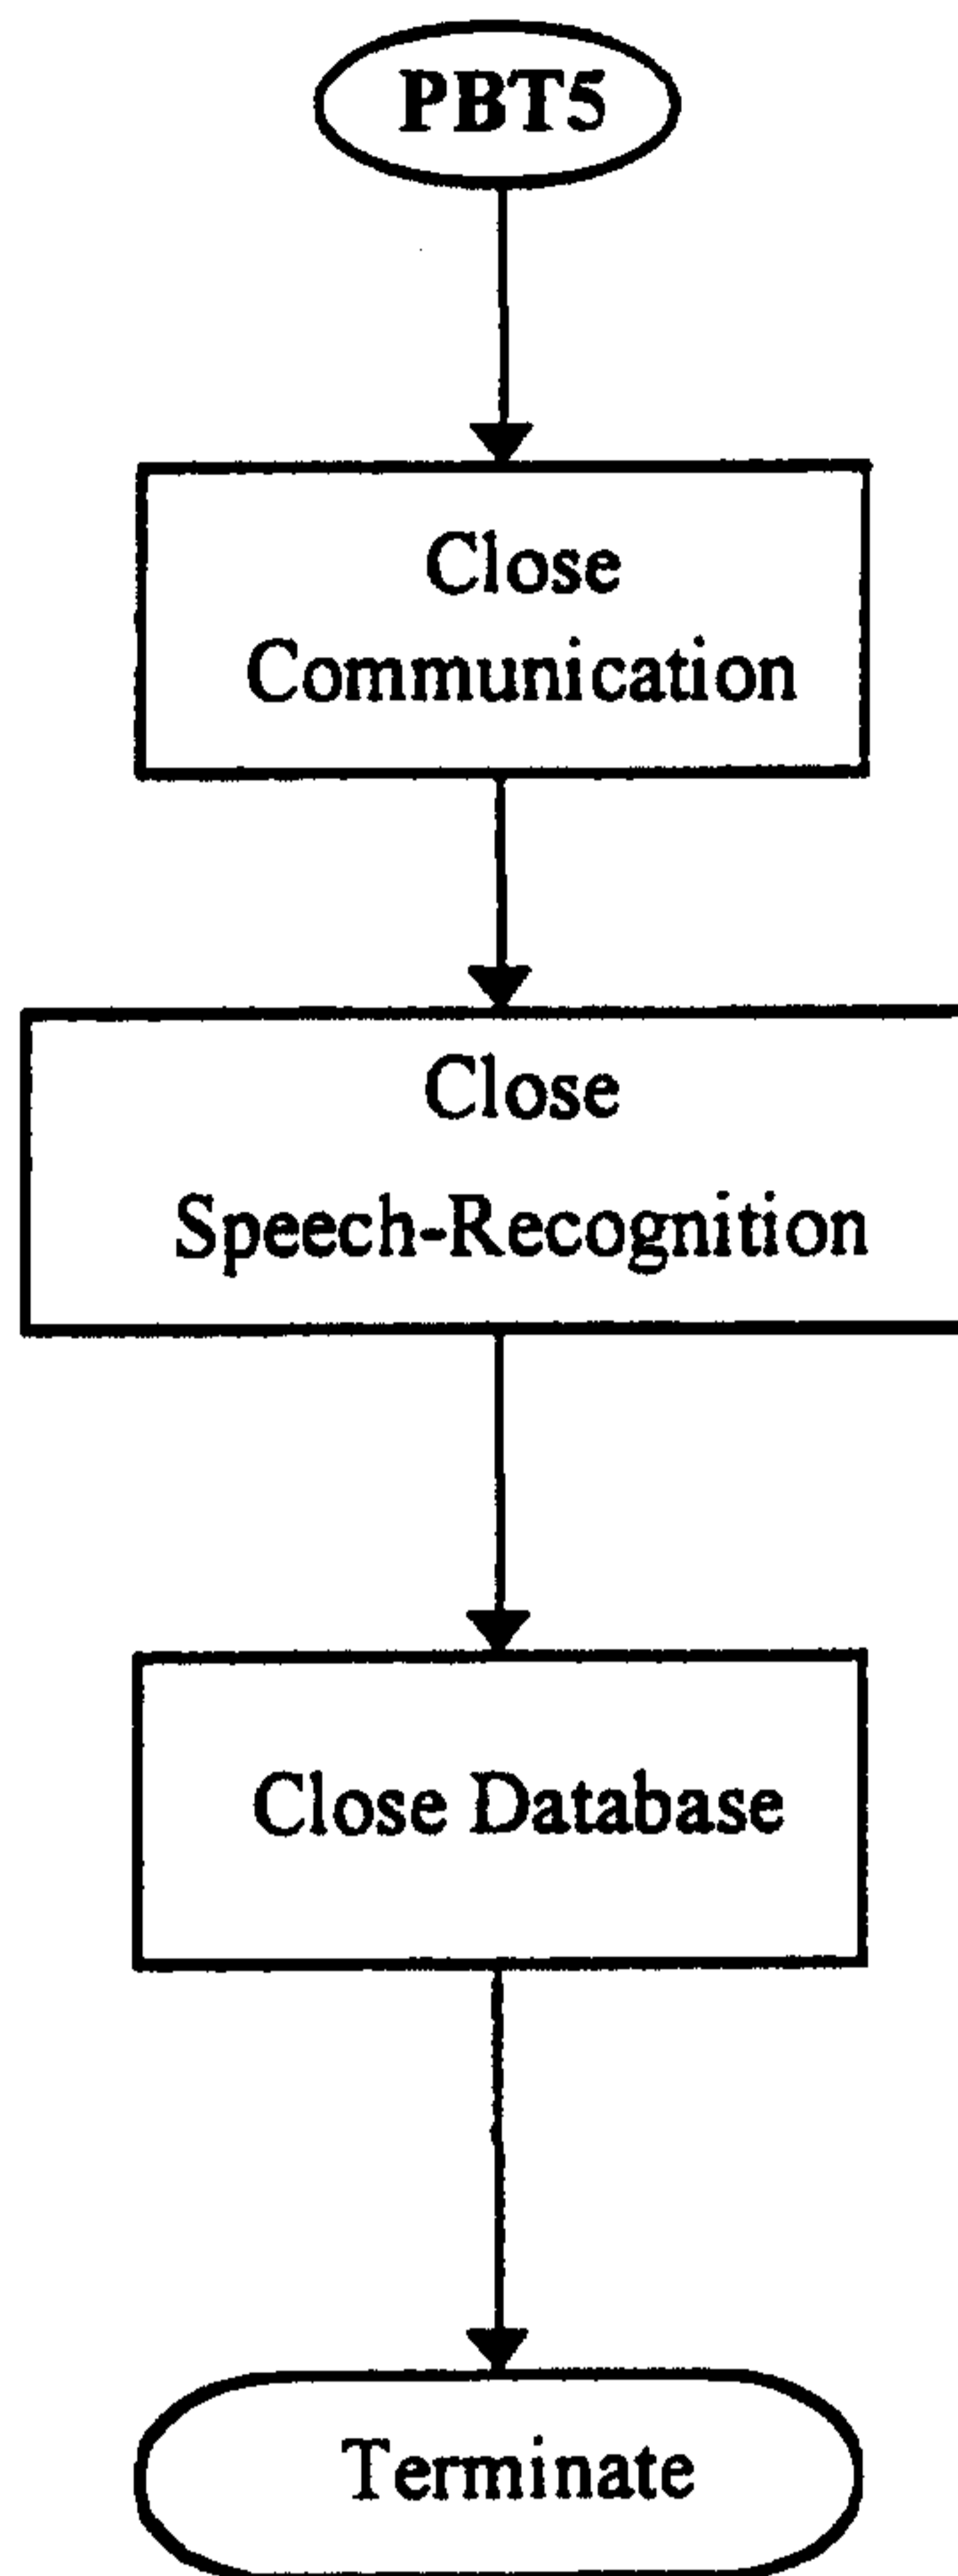 PBT5
Close
Communication
Close
Speech-Recognition
Close Database
Terminate